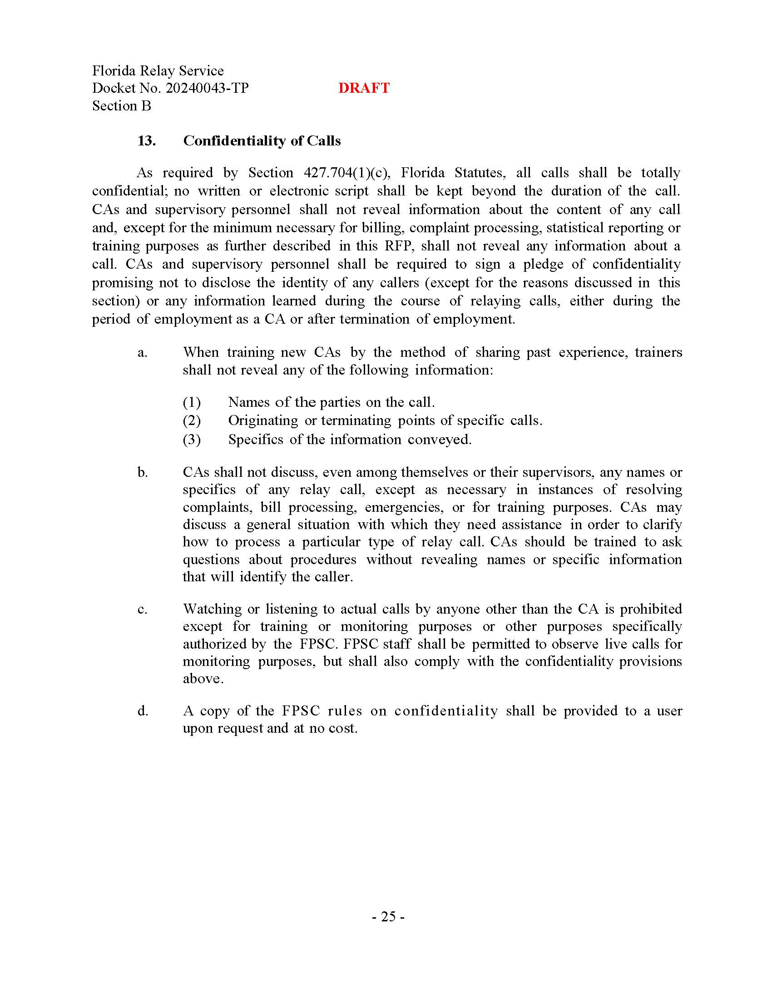 Florida Relay Service
Docket No. 20240043-TP DRAFT
Section B
13. Confidentiality of Calls
As required by Section 427.704(1)(c), Florida Statutes, all calls shall be totally
confidential; no written or electronic script shall be kept beyond the duration of the call.
CAs and supervisory personnel shall not reveal information about the content of any call
and, except for the minimum necessary for billing, complaint processing, statistical reporting or
training purposes as further described in this RFP, shall not reveal any information about a
call. CAs and supervisory personnel shall be required to sign a pledge of confidentiality
promising not to disclose the identity of any callers (except for the reasons discussed in this
section) or any information learned during the course of relaying calls, either during the
period of employment as a CA or after termination of employment.
a. When training new CAs by the method of sharing past experience, trainers
shall not reveal any of the following information:
(1) Names of the parties on the call.
(2) Originating or terminating points of specific calls.
(3) Specifics of the information conveyed.
b. CAs shall not discuss, even among themselves or their supervisors, any names or
specifics of any relay call, except as necessary in instances of resolving
complaints, bill processing, emergencies, or for training purposes. CAs may
discuss a general situation with which they need assistance in order to clarify
how to process a particular type of relay call. CAs should be trained to ask
questions about procedures without revealing names or specific information
that will identify the caller.
c. Watching or listening to actual calls by anyone other than the CA is prohibited
except for training or monitoring purposes or other purposes specifically
authorized by the FPSC. FPSC staff shall be permitted to observe live calls for
monitoring purposes, but shall also comply with the confidentiality provisions
above.
d. A copy of the FPSC rules on confidentiality shall be provided to a user
upon request and at no cost.
- 25 -